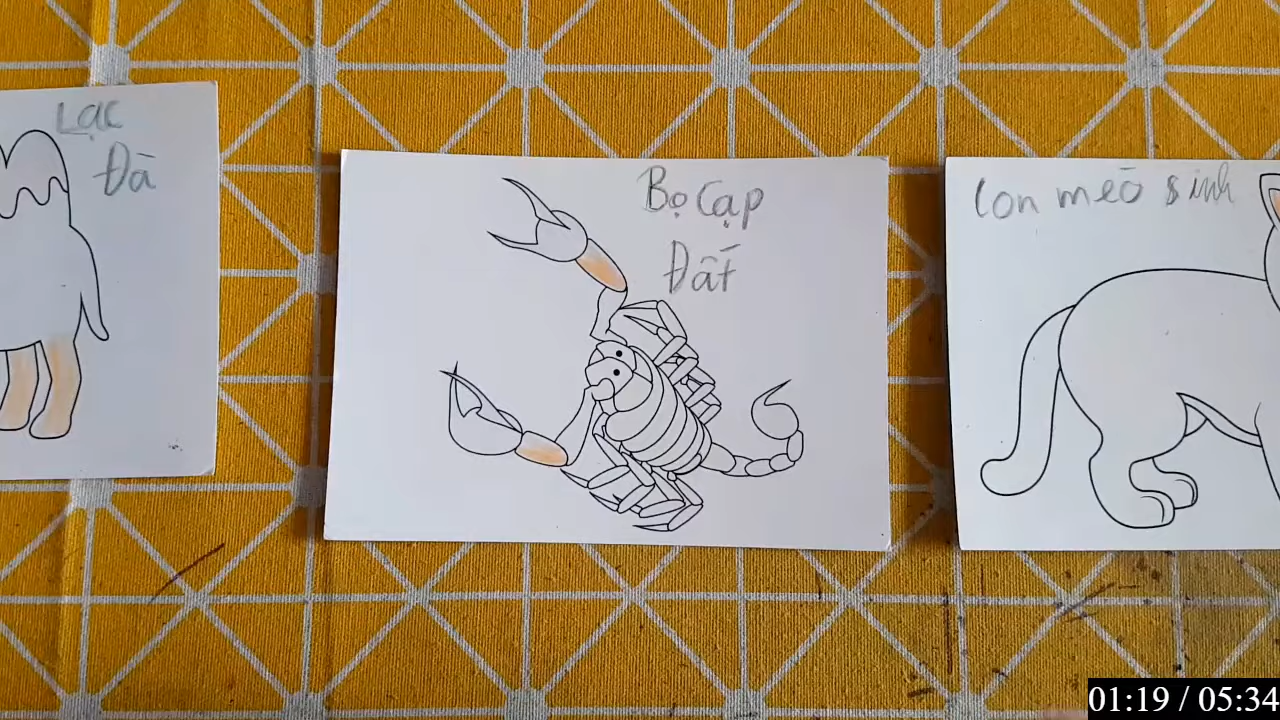 Lạc
Đà
Bọ Cạp
Đất
Con mèo sinh
01:19 / 05:34